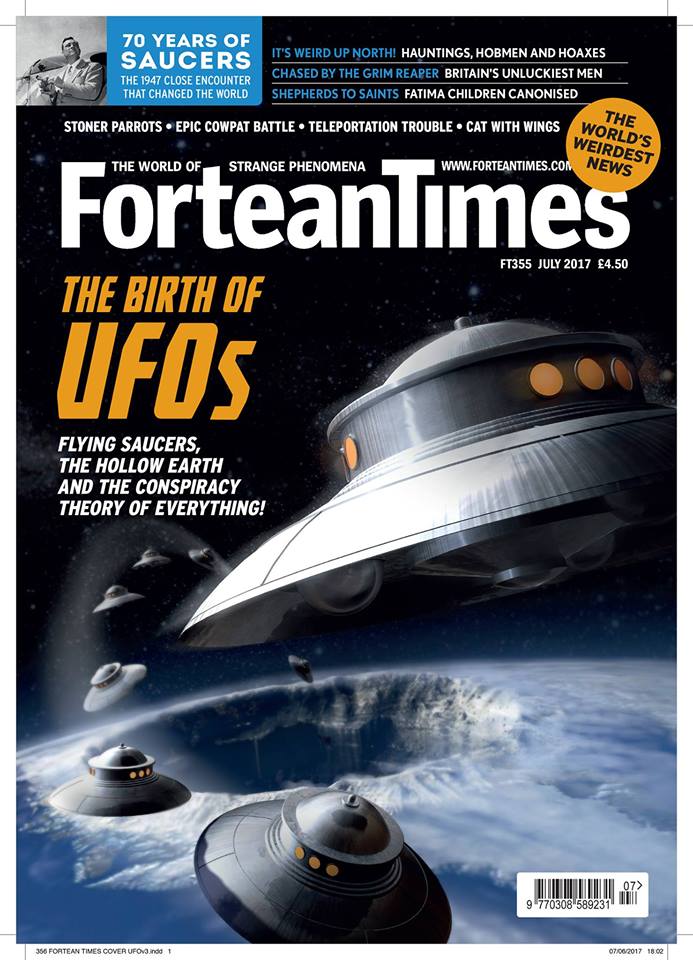 70 YEARS OF
SAUCERS
THE 1947 CLOSE ENCOUNTER
THAT CHANGED THE WORLD
IT'S WEIRD UP NORTH! HAUNTINGS, HOBMEN AND HOAXES
CHASED BY THE GRIM REAPER BRITAIN'S UNLUCKIEST MEN
SHEPHERDS TO SAINTS FATIMA CHILDREN CANONISED
STONER PARROTS • EPIC COWPAT BATTLE • TELEPORTATION TROUBLE • CAT WITH WINGS
THE
WORLD'S
WEIRDEST
NEWS
THE WORLD OF STRANGE PHENOMENA WWW.FORTEANTIMES.COM
ForteanTimes
FT355 JULY 2017 £4.50
THE BIRTH OF
UFOs
FLYING SAUCERS,
THE HOLLOW EARTH
AND THE CONSPIRACY
THEORY OF EVERYTHING!
07>
9 770308 589231
356 FORTEAN TIMES COVER UFOv3.indd 1
07/06/2017 18:02